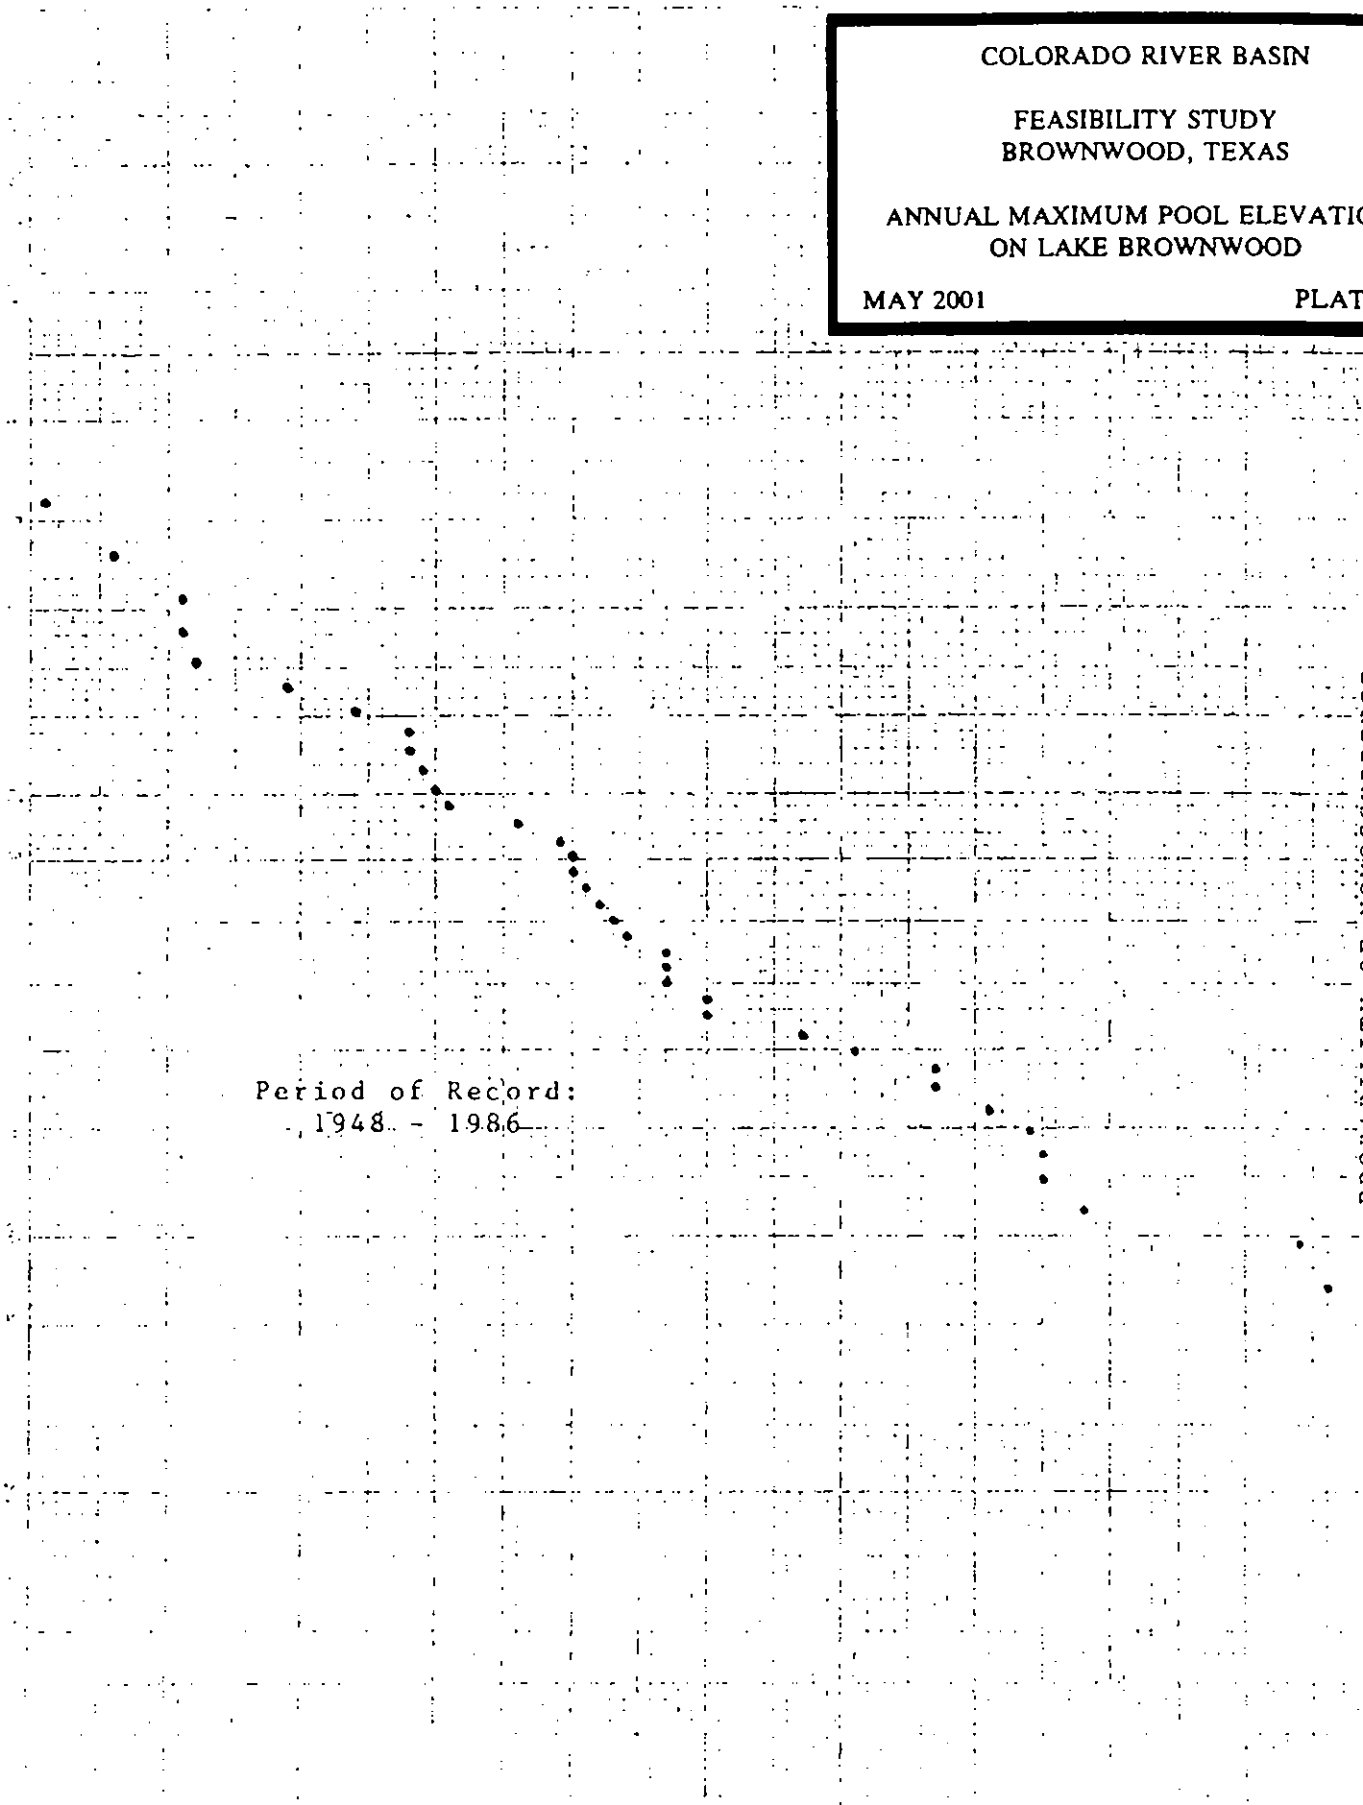 COLORADO RIVER BASIN
FEASIBILITY STUDY
BROWNWOOD, TEXAS
ANNUAL MAXIMUM POOL ELEVATIO
ON LAKE BROWNWOOD
MAY 2001 PLAT
Period of Record:
1948 - 1986